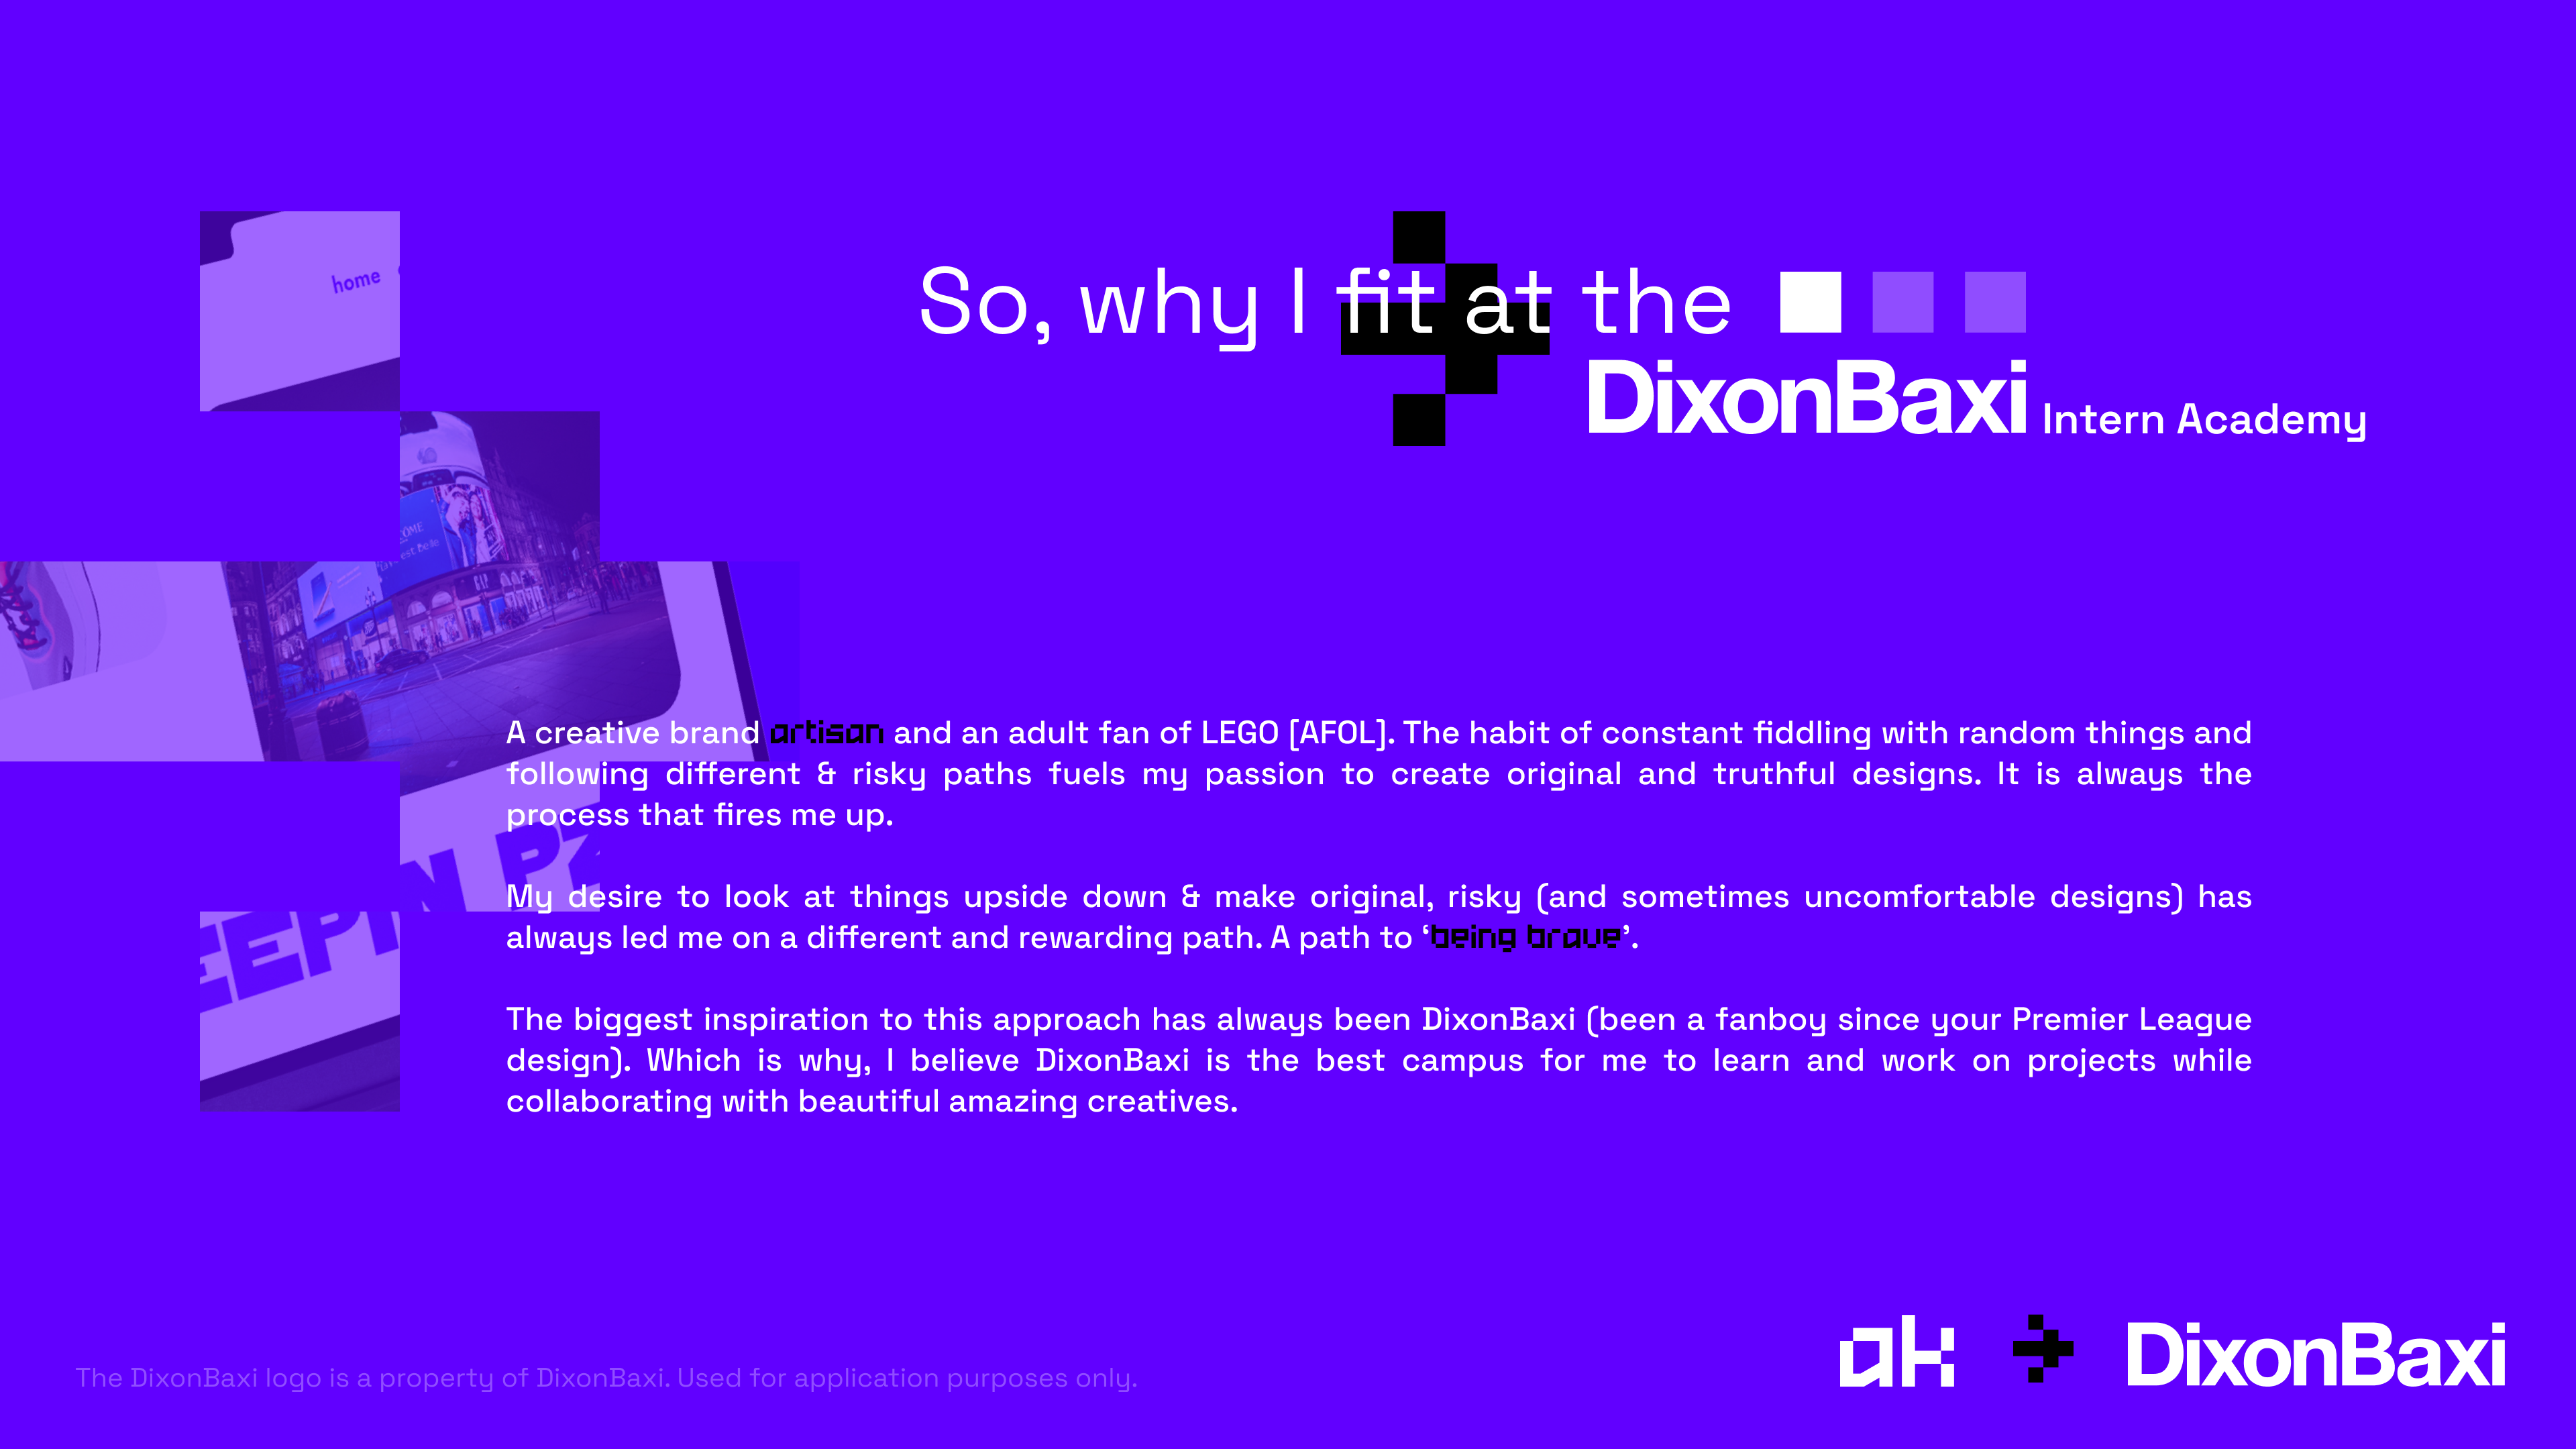 So, why I fit at the
DixonBaxi Intern Academy
home
CÔME
est Belle
A creative brand artisan and an adult fan of LEGO [AFOL]. The habit of constant fiddling with random things and
following different & risky paths fuels my passion to create original and truthful designs. It is always the
process that fires me up.
My desire to look at things upside down & make original, risky (and sometimes uncomfortable designs) has
always led me on a different and rewarding path. A path to ‘being brave’.
The biggest inspiration to this approach has always been DixonBaxi (been a fanboy since your Premier League
design). Which is why, I believe DixonBaxi is the best campus for me to learn and work on projects while
collaborating with beautiful amazing creatives.
The DixonBaxi logo is a property of DixonBaxi. Used for application purposes only.
ak DixonBaxi